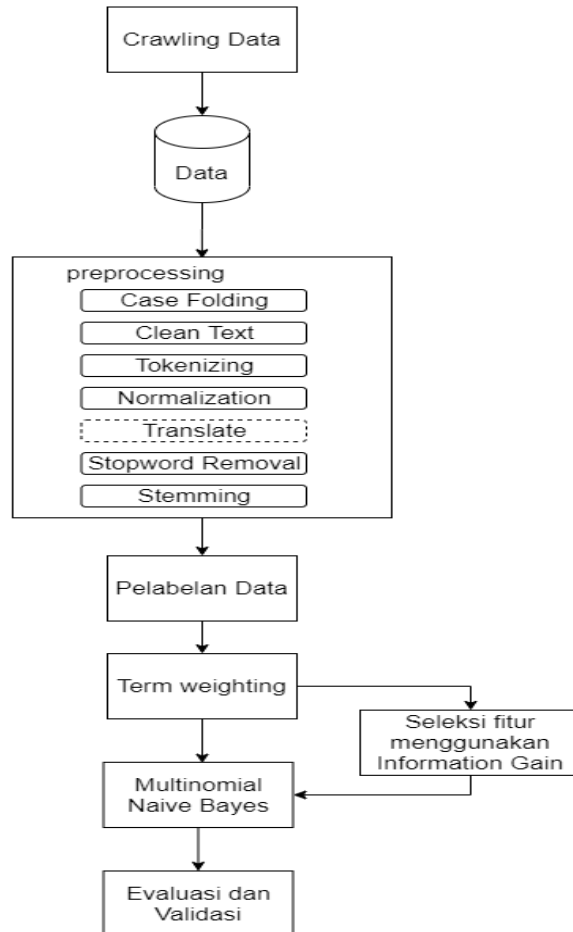 Crawling Data
Data
preprocessing
Case Folding
Clean Text
Tokenizing
Normalization
Translate
Stopword Removal
Stemming
Pelabelan Data
Term weighting
Seleksi fitur
menggunakan
Information Gain
Multinomial
Naive Bayes
Evaluasi dan
Validasi